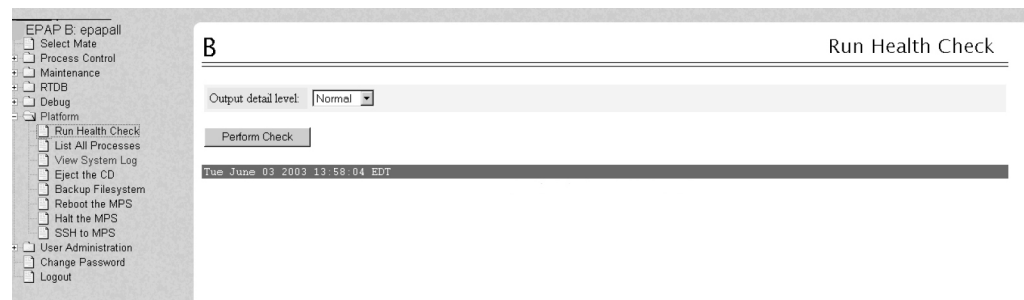 EPAP B: epapall
Select Mate
Process Control
Maintenance
RTDB
Debug
Platform
Run Health Check
List All Processes
View System Log
Eject the CD
Backup Filesystem
Reboot the MPS
Halt the MPS
SSH to MPS
User Administration
Change Password
Logout
B
Run Health Check
Output detail level:
Normal
Perform Check
Tue June 03 2003 13:58:04 EDT